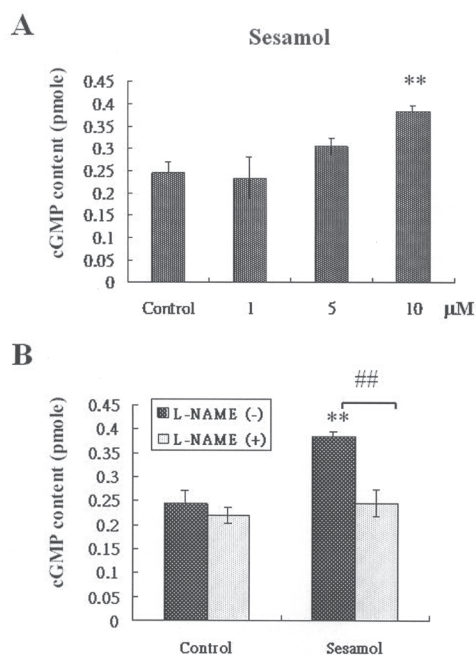 A
Sesamol
cGMP content (pmole)
0.45
0.4
0.35
0.3
0.25
0.2
0.15
0.1
0.05
0
**
Control 1 5 10 µM
B
cGMP content (pmole)
0.45
0.4
0.35
0.3
0.25
0.2
0.15
0.1
0.05
0
L-NAME (-)
L-NAME (+)
##
**
Control Sesamol